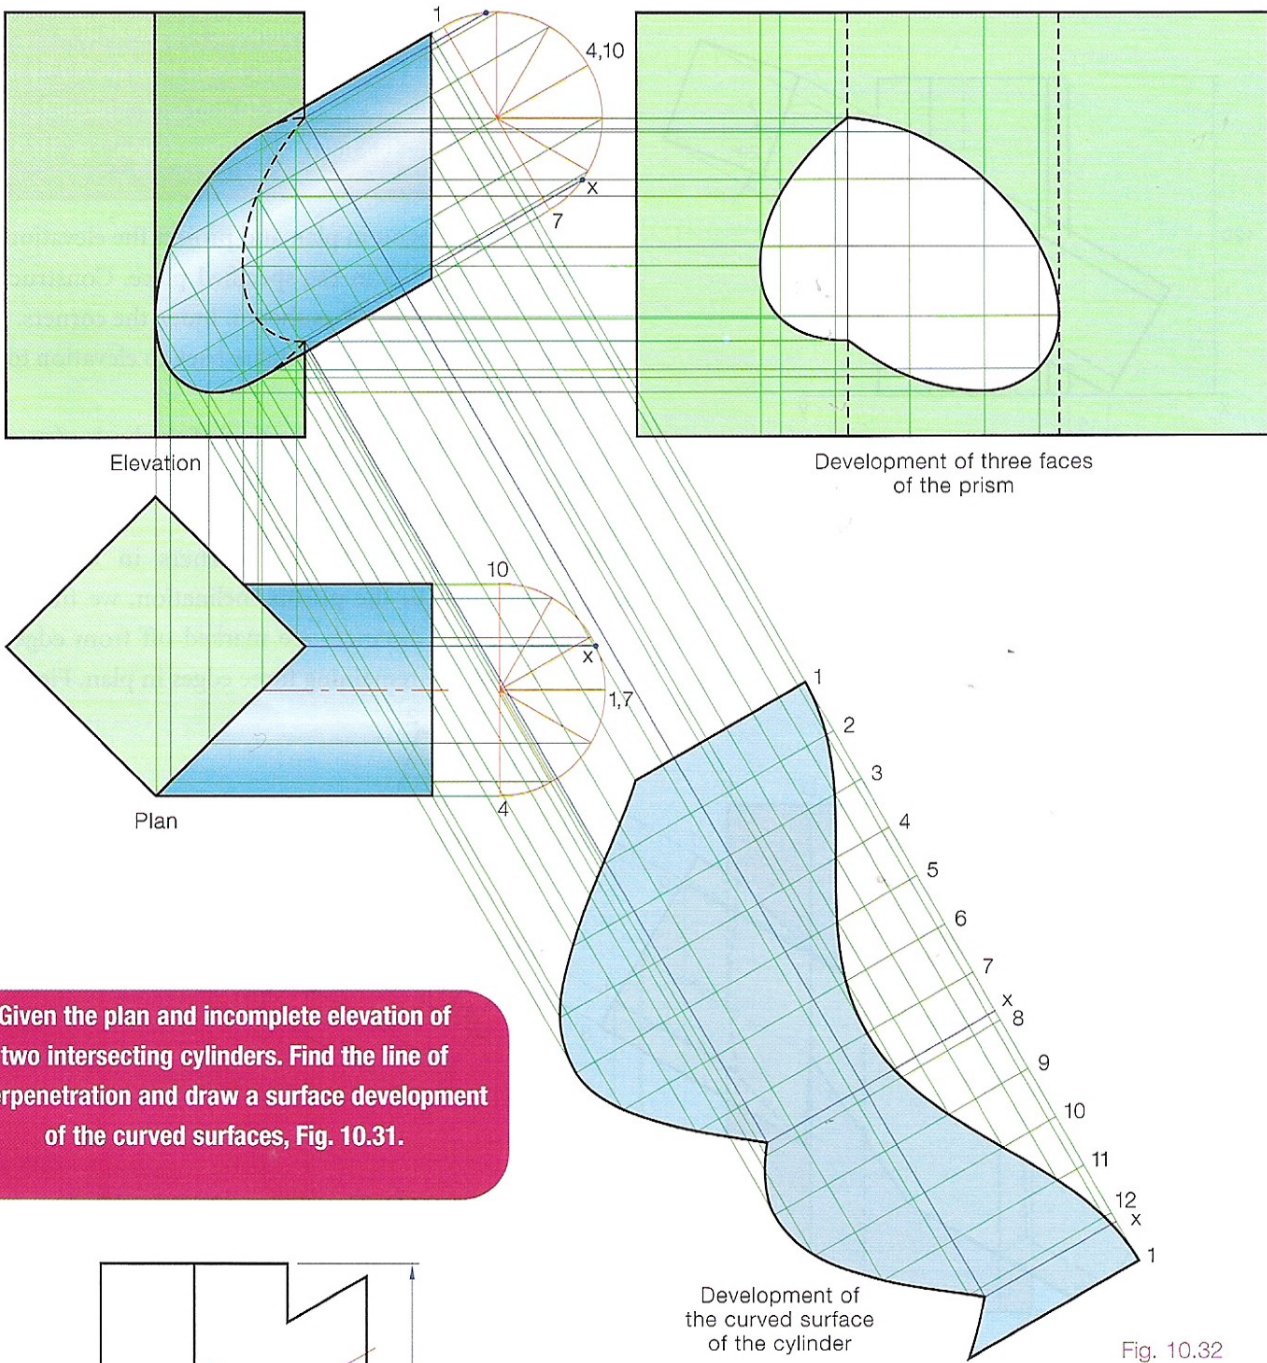 1
4,10
x
7
Elevation
Development of three faces
of the prism
10
x
1,7
4
Plan
1
2
3
4
5
6
7
x
8
9
10
11
12
x
1
Given the plan and incomplete elevation of
two intersecting cylinders. Find the line of
erpenetration and draw a surface development
of the curved surfaces, Fig. 10.31.
Development of
the curved surface
of the cylinder
Fig. 10.32